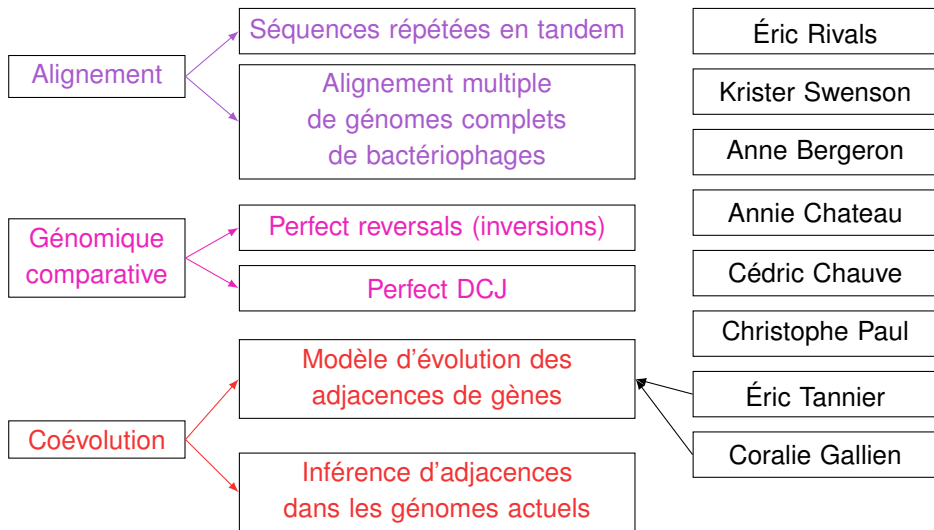 Alignement
Séquences répétées en tandem
Alignement multiple
de génomes complets
de bactériophages
Génomique
comparative
Perfect reversals (inversions)
Perfect DCJ
Coévolution
Modèle d'évolution des
adjacences de gènes
Inférence d'adjacences
dans les génomes actuels
Éric Rivals
Krister Swenson
Anne Bergeron
Annie Chateau
Cédric Chauve
Christophe Paul
Éric Tannier
Coralie Gallien